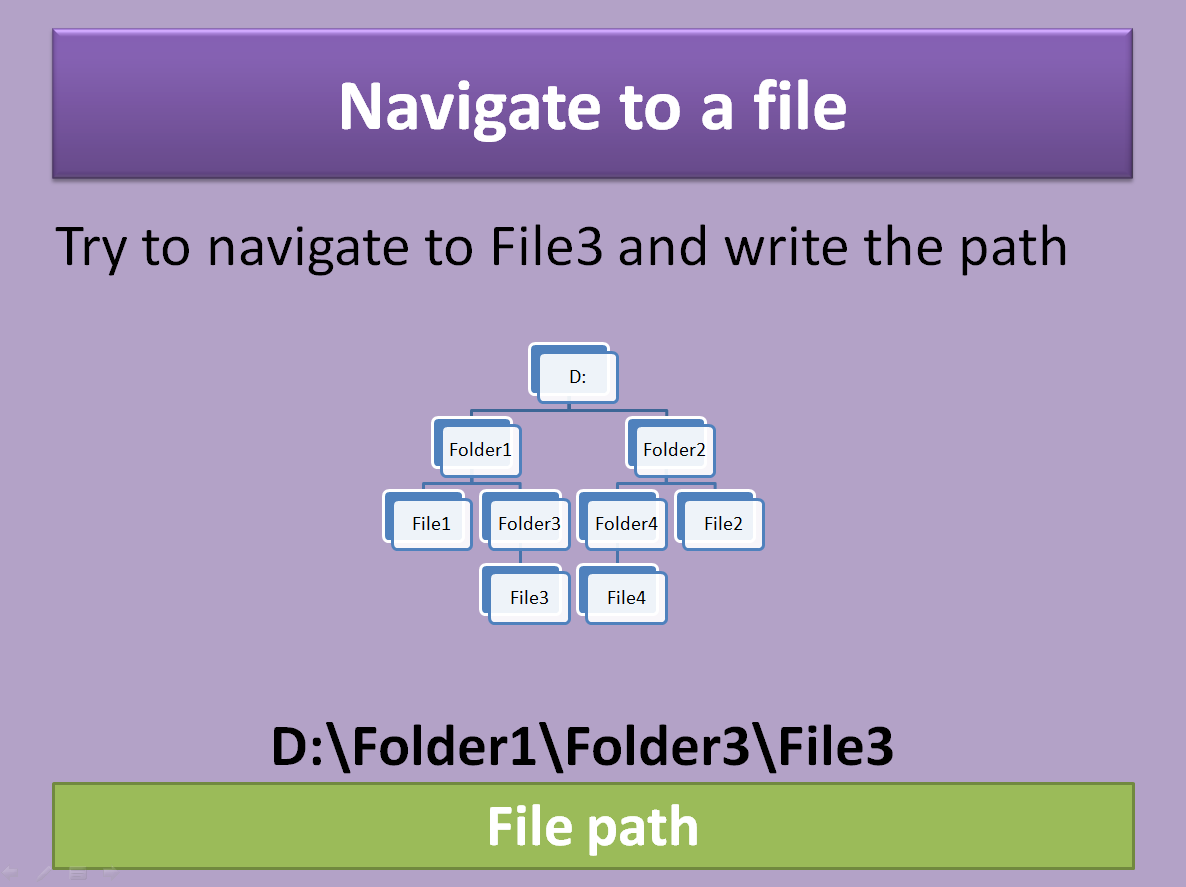 Navigate to a file
Try to navigate to File3 and write the path
D:
Folder1 Folder2
File1 Folder3 Folder4 File2
File3 File4
D:\Folder1\Folder3\File3
File path